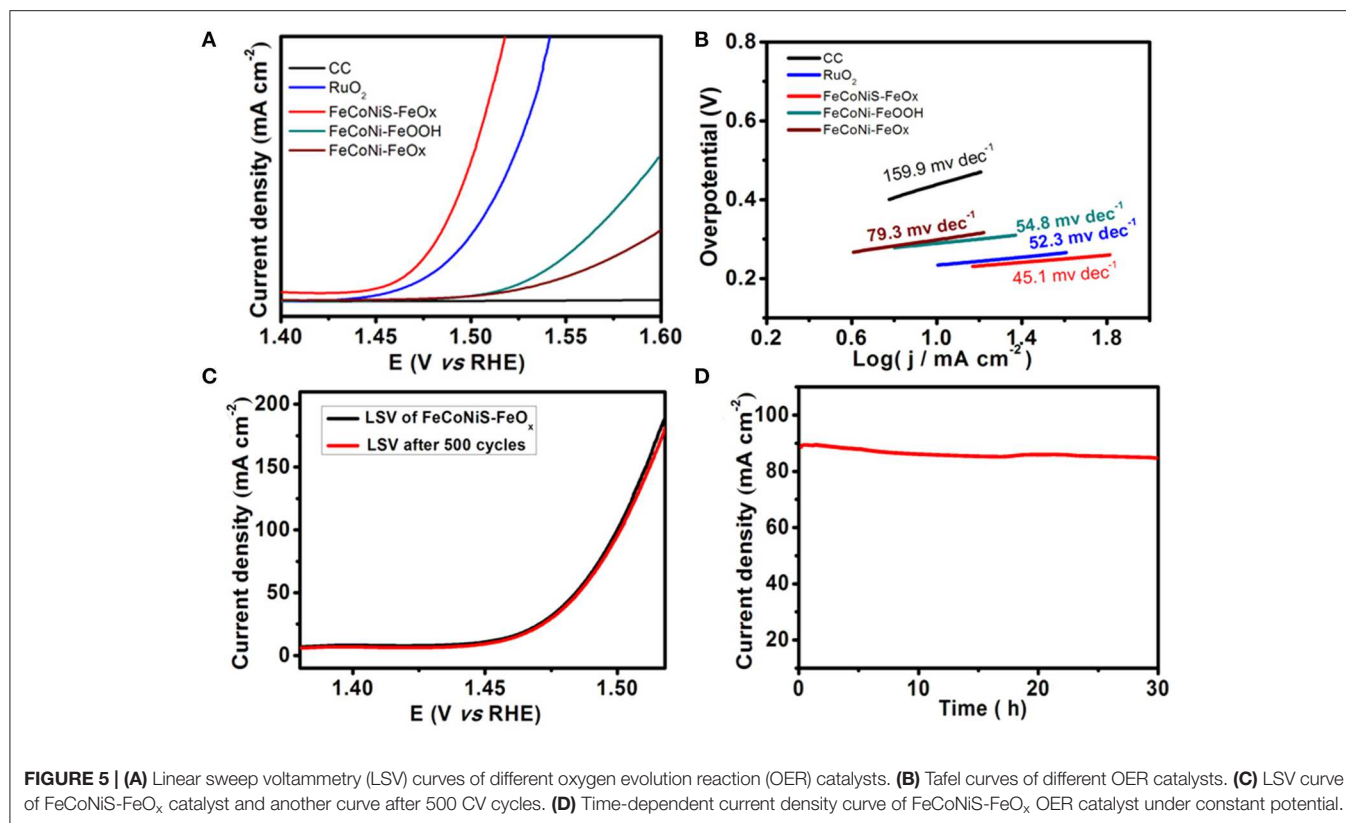 A
Current density (mA cm⁻²)
CC
RuO₂
FeCoNiS-FeOx
FeCoNi-FeOOH
FeCoNi-FeOx
1.40 1.45 1.50 1.55 1.60
E (V vs RHE)
B
Overpotential (V)
0.8
0.6
0.4
0.2
CC
RuO₂
FeCoNiS-FeOx
FeCoNi-FeOOH
FeCoNi-FeOx
159.9 mv dec⁻¹
79.3 mv dec⁻¹
54.8 mv dec⁻¹
52.3 mv dec⁻¹
45.1 mv dec⁻¹
0.2 0.6 1.0 1.4 1.8
Log( j / mA cm⁻²)
C
Current density (mA cm⁻²)
200
150
100
50
0
LSV of FeCoNiS-FeOₓ
LSV after 500 cycles
1.40 1.45 1.50
E (V vs RHE)
D
Current density (mA cm⁻²)
100
80
60
40
20
0 10 20 30
Time ( h)
FIGURE 5 | (A) Linear sweep voltammetry (LSV) curves of different oxygen evolution reaction (OER) catalysts. (B) Tafel curves of different OER catalysts. (C) LSV curve
of FeCoNiS-FeOₓ catalyst and another curve after 500 CV cycles. (D) Time-dependent current density curve of FeCoNiS-FeOₓ OER catalyst under constant potential.